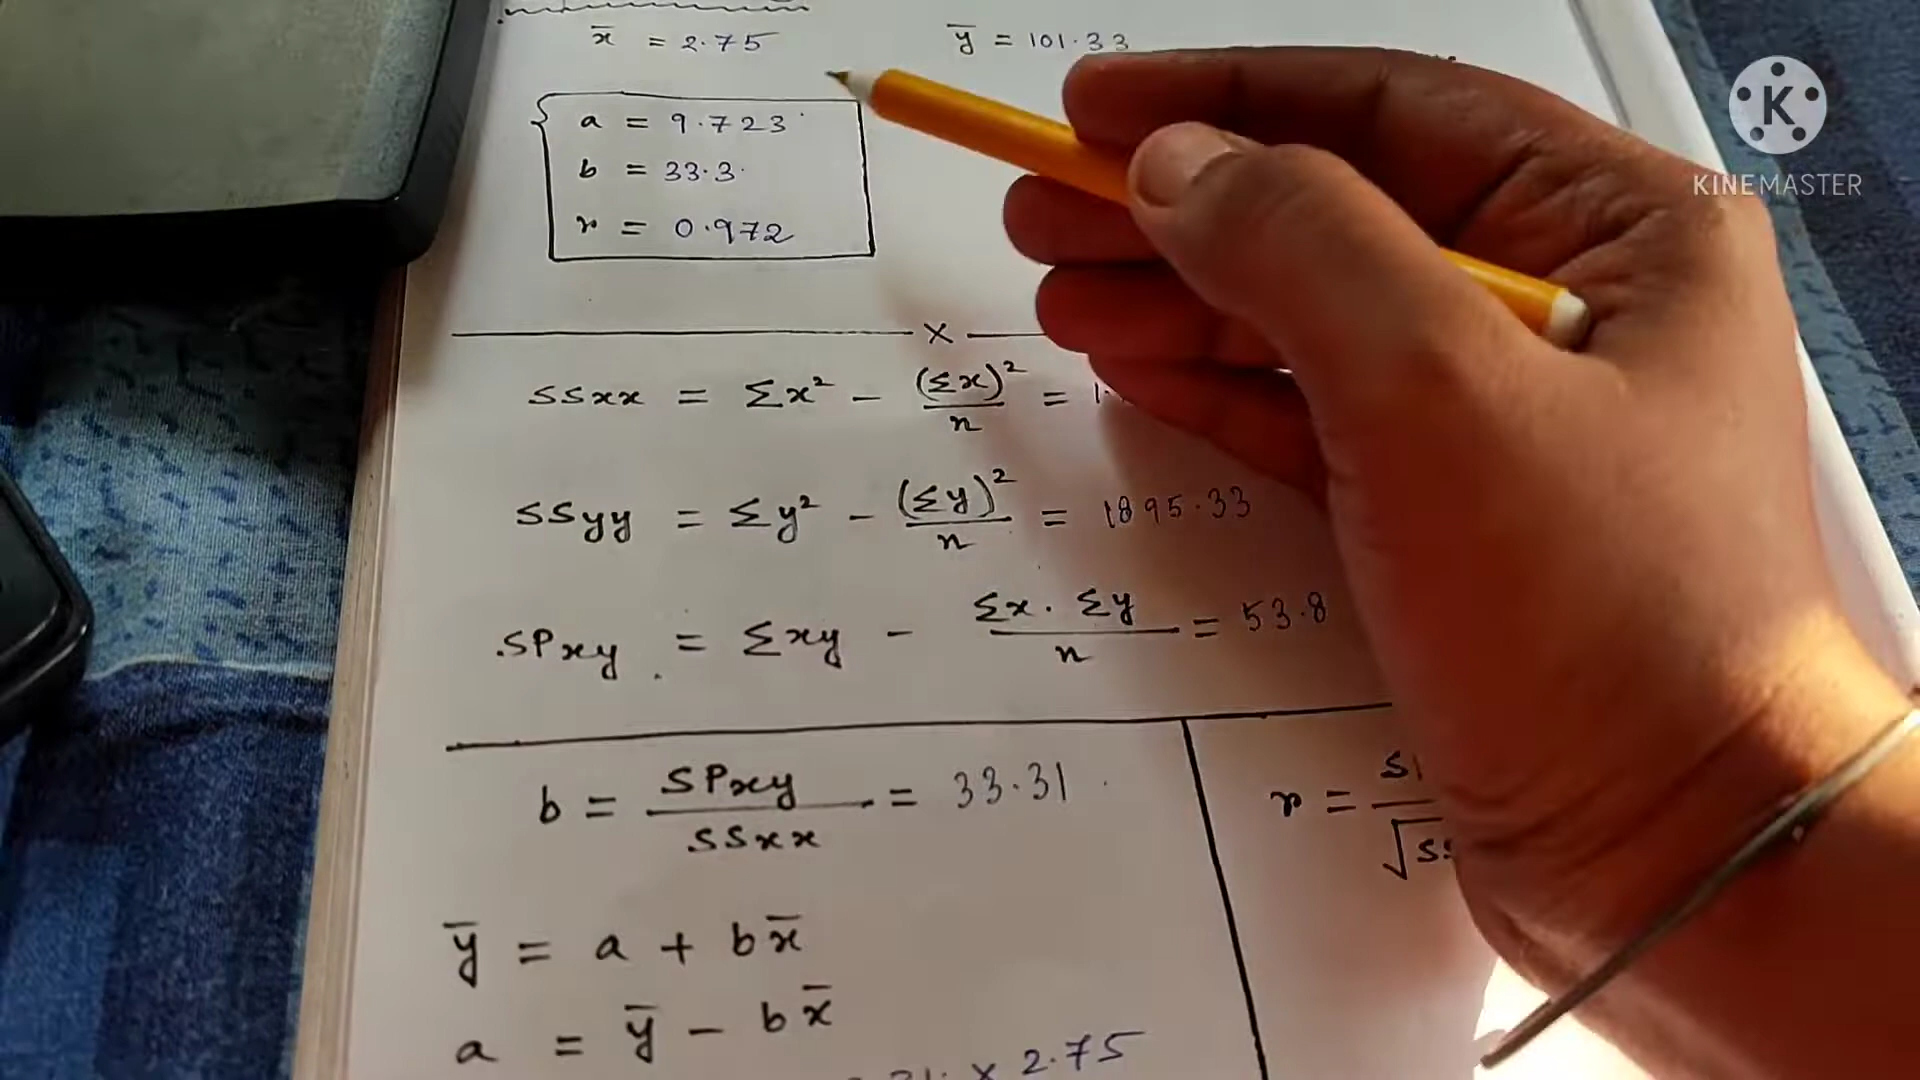 x̄ = 2.75 ȳ = 101.33
a = 9.723
b = 33.3
r = 0.972
x
SSxx = Σx² - (Σx)²/n = 1.
SSyy = Σy² - (Σy)²/n = 1895.33
SPxy = Σxy - Σx . Σy/n = 53.8
b = SPxy/SSxx = 33.31
r =
ȳ = a + bx̄
a = ȳ - bx̄
x 2.75
K
KINEMASTER